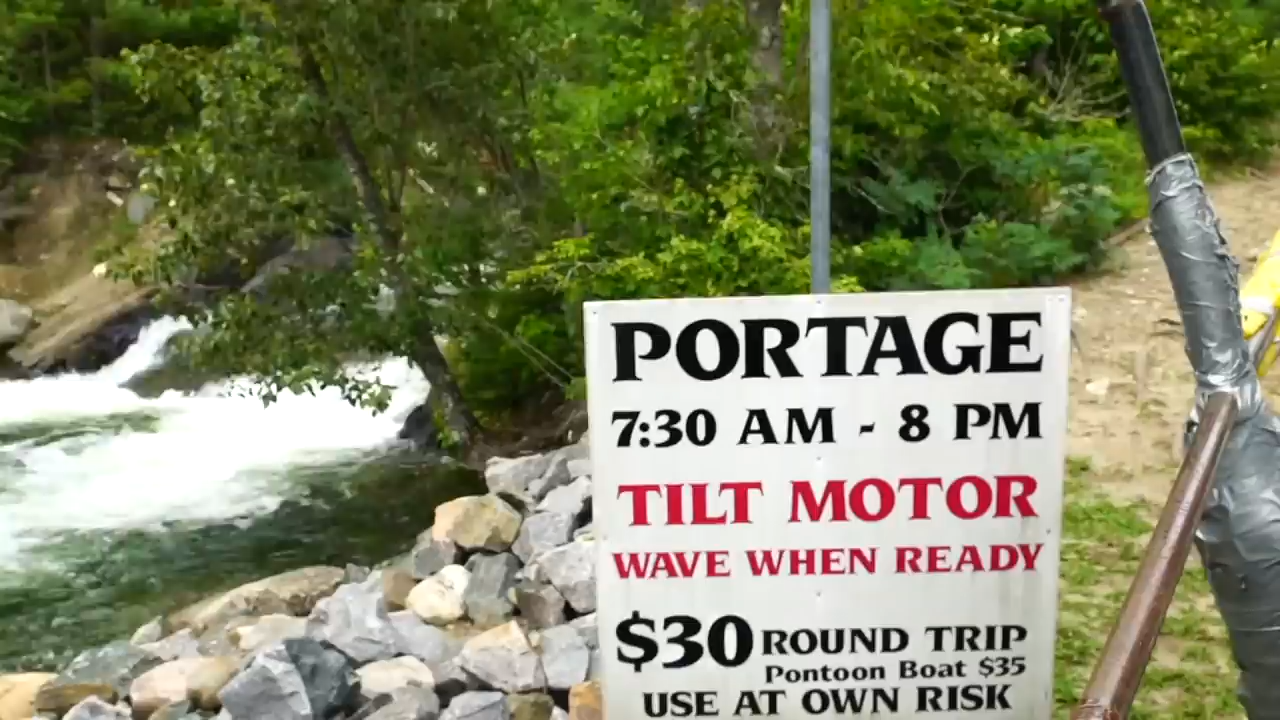 PORTAGE
7:30 AM - 8 PM
TILT MOTOR
WAVE WHEN READY
$30 ROUND TRIP
Pontoon Boat $35
USE AT OWN RISK